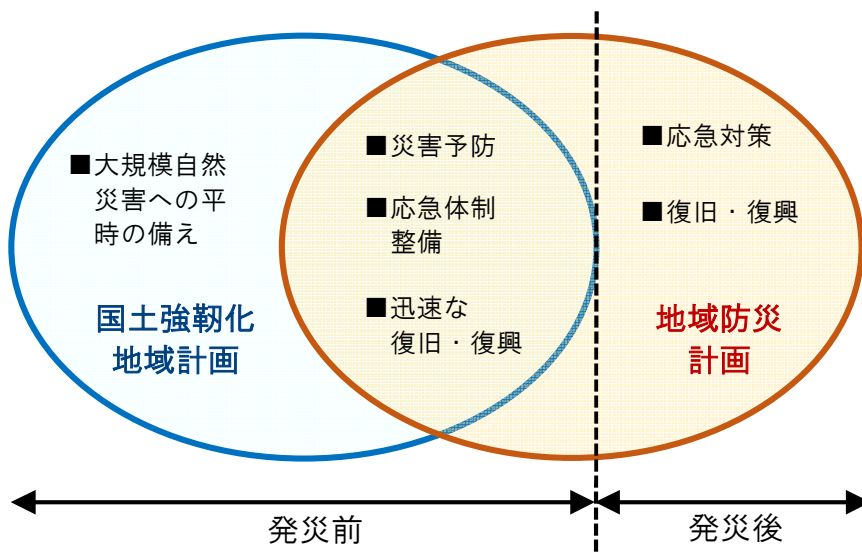 ■大規模自然
災害への平
時の備え
国土強靭化
地域計画
■災害予防
■応急体制
整備
■迅速な
復旧・復興
■応急対策
■復旧・復興
地域防災
計画
発災前
発災後